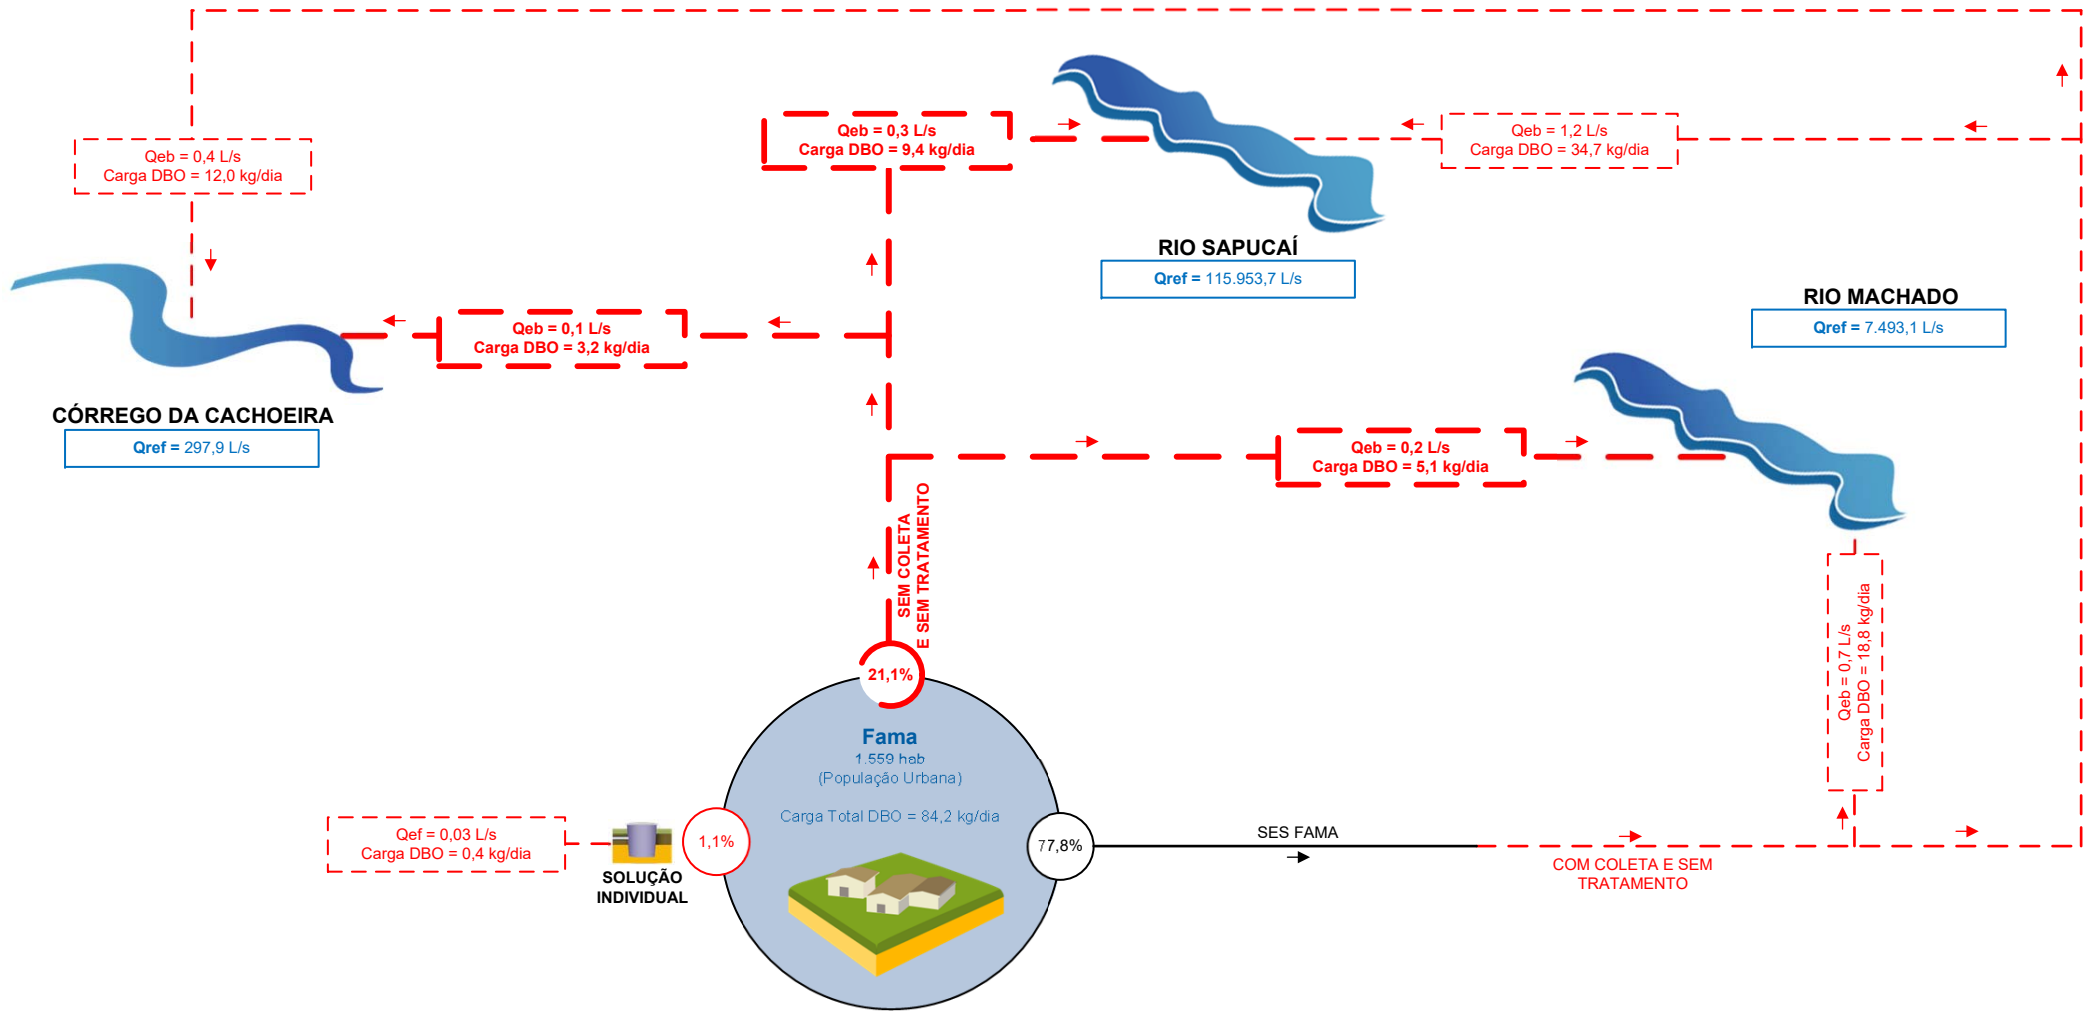 Qeb = 0,4 L/s
Carga DBO = 12,0 kg/dia
Qeb = 0,3 L/s
Carga DBO = 9,4 kg/dia
Qeb = 1,2 L/s
Carga DBO = 34,7 kg/dia
RIO SAPUCAÍ
Qref = 115.953,7 L/s
RIO MACHADO
Qref = 7.493,1 L/s
Qeb = 0,1 L/s
Carga DBO = 3,2 kg/dia
CÓRREGO DA CACHOEIRA
Qref = 297,9 L/s
Qeb = 0,2 L/s
Carga DBO = 5,1 kg/dia
SEM COLETA
E SEM TRATAMENTO
Qeb = 0,7 L/s
Carga DBO = 18,8 kg/dia
21,1%
Fama
1.559 hab
(População Urbana)
Carga Total DBO = 84,2 kg/dia
Qef = 0,03 L/s
Carga DBO = 0,4 kg/dia
SOLUÇÃO
INDIVIDUAL
1,1%
77,8%
SES FAMA
COM COLETA E SEM
TRATAMENTO